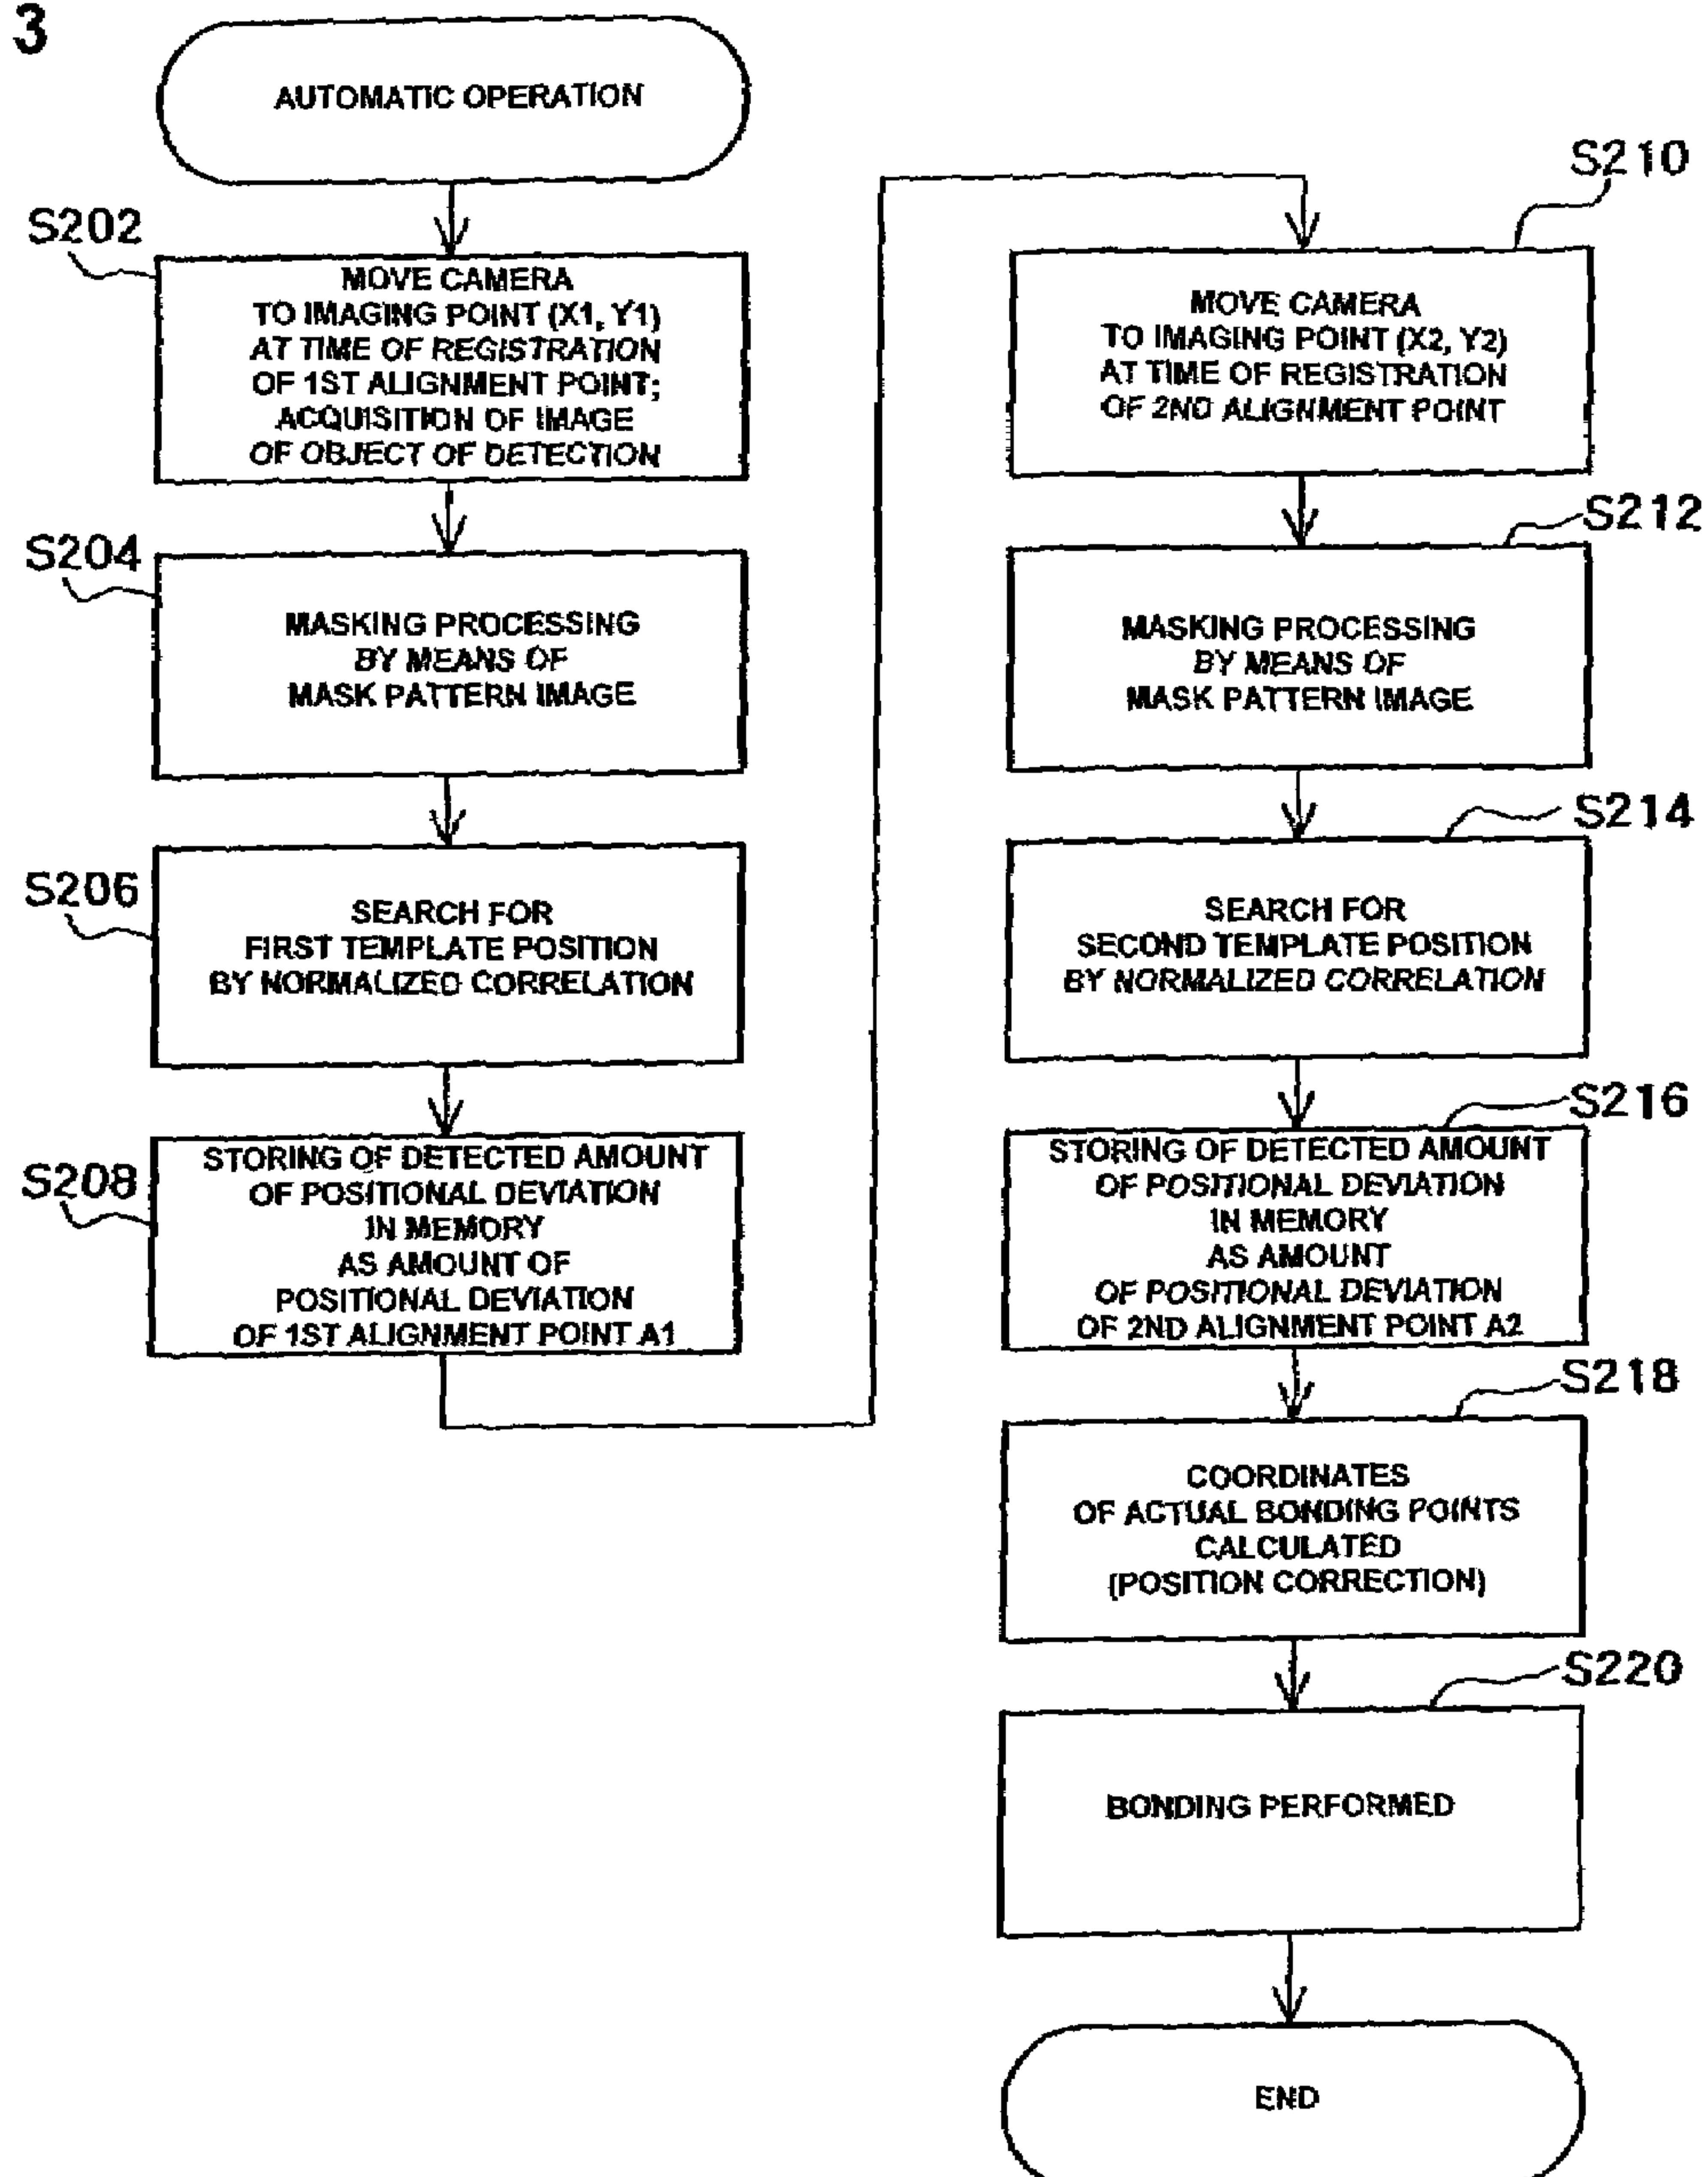 3
AUTOMATIC OPERATION
S202
MOVE CAMERA
TO IMAGING POINT (X1, Y1)
AT TIME OF REGISTRATION
OF 1ST ALIGNMENT POINT;
ACQUISITION OF IMAGE
OF OBJECT OF DETECTION
S204
MASKING PROCESSING
BY MEANS OF
MASK PATTERN IMAGE
S206
SEARCH FOR
FIRST TEMPLATE POSITION
BY NORMALIZED CORRELATION
S208
STORING OF DETECTED AMOUNT
OF POSITIONAL DEVIATION
IN MEMORY
AS AMOUNT OF
POSITIONAL DEVIATION
OF 1ST ALIGNMENT POINT A1
S210
MOVE CAMERA
TO IMAGING POINT (X2, Y2)
AT TIME OF REGISTRATION
OF 2ND ALIGNMENT POINT
S212
MASKING PROCESSING
BY MEANS OF
MASK PATTERN IMAGE
S214
SEARCH FOR
SECOND TEMPLATE POSITION
BY NORMALIZED CORRELATION
S216
STORING OF DETECTED AMOUNT
OF POSITIONAL DEVIATION
IN MEMORY
AS AMOUNT
OF POSITIONAL DEVIATION
OF 2ND ALIGNMENT POINT A2
S218
COORDINATES
OF ACTUAL BONDING POINTS
CALCULATED
(POSITION CORRECTION)
S220
BONDING PERFORMED
END